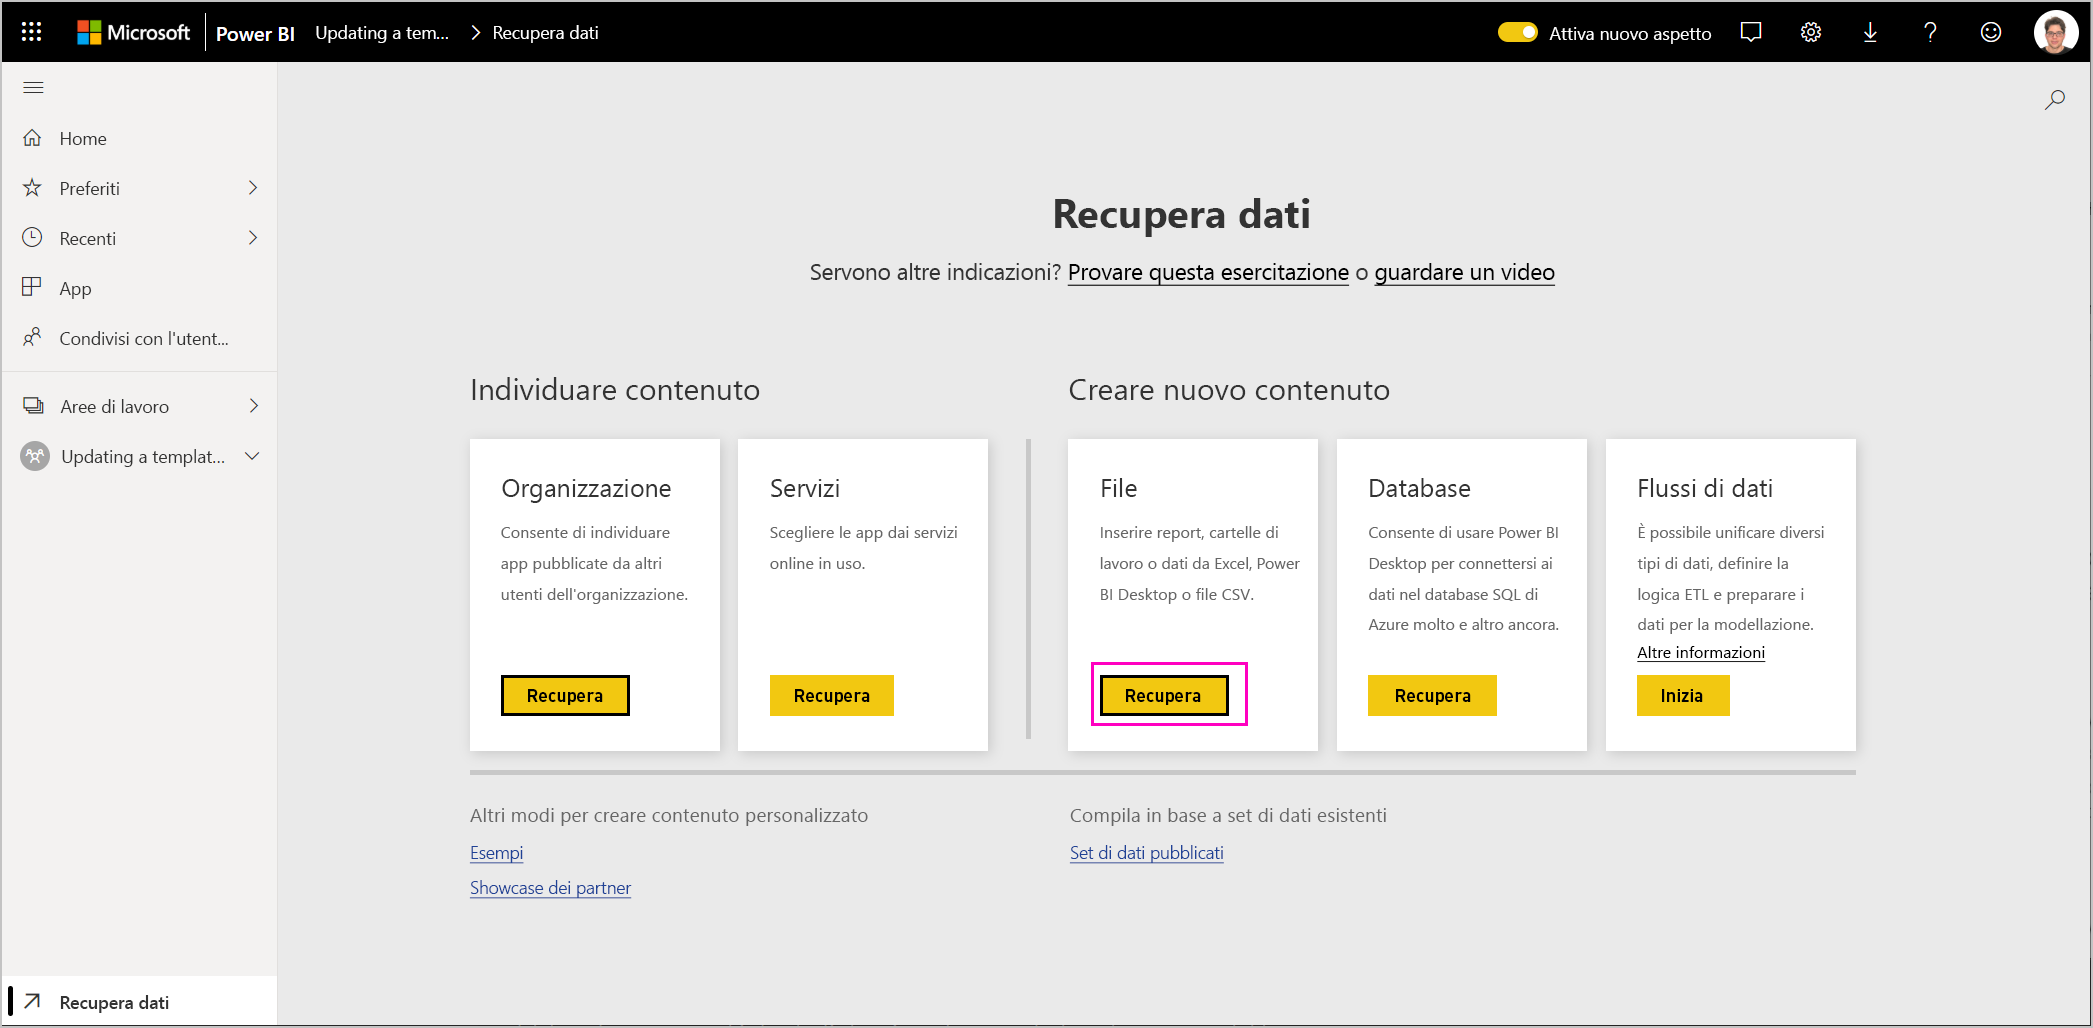 Microsoft Power BI Updating a tem... Recupera dati Attiva nuovo aspetto
Home
Preferiti
Recenti
App
Condivisi con l'utent...
Aree di lavoro
Updating a templat...
Recupera dati
Recupera dati
Servono altre indicazioni? Provare questa esercitazione o guardare un video
Individuare contenuto
Organizzazione
Consente di individuare
app pubblicate da altri
utenti dell'organizzazione.
Recupera
Servizi
Scegliere le app dai servizi
online in uso.
Recupera
Creare nuovo contenuto
File
Inserire report, cartelle di
lavoro o dati da Excel, Power
BI Desktop o file CSV.
Recupera
Database
Consente di usare Power BI
Desktop per connettersi ai
dati nel database SQL di
Azure molto e altro ancora.
Recupera
Flussi di dati
È possibile unificare diversi
tipi di dati, definire la
logica ETL e preparare i
dati per la modellazione.
Altre informazioni
Inizia
Altri modi per creare contenuto personalizzato
Esempi
Showcase dei partner
Compila in base a set di dati esistenti
Set di dati pubblicati